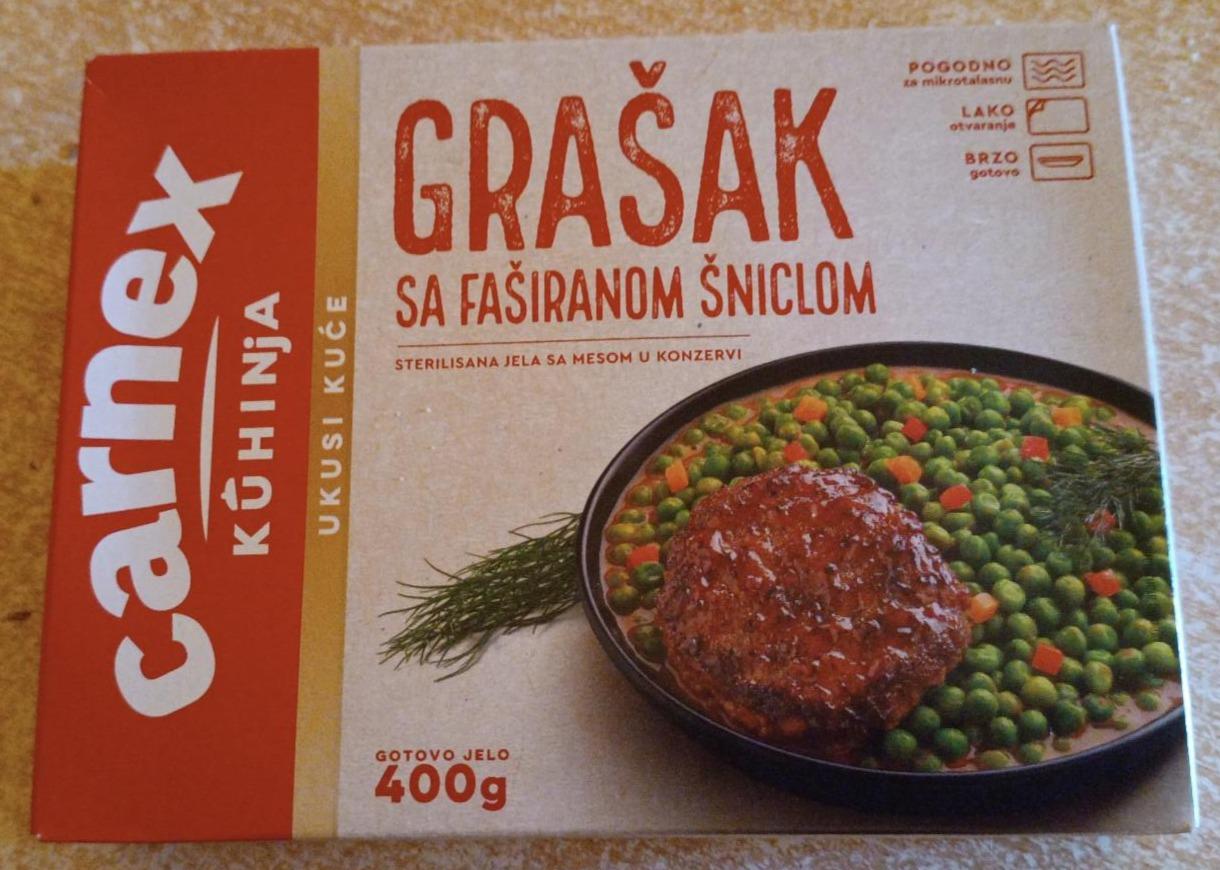 carnex
KUHINjA
UKUSI KUĆE
GRAŠAK
SA FAŠIRANOM ŠNICLOM
STERILISANA JELA SA MESOM U KONZERVI
POGODNO
za mikrotalasnu
LAKO
otvaranje
BRZO
gotovo
GOTOVO JELO
400g